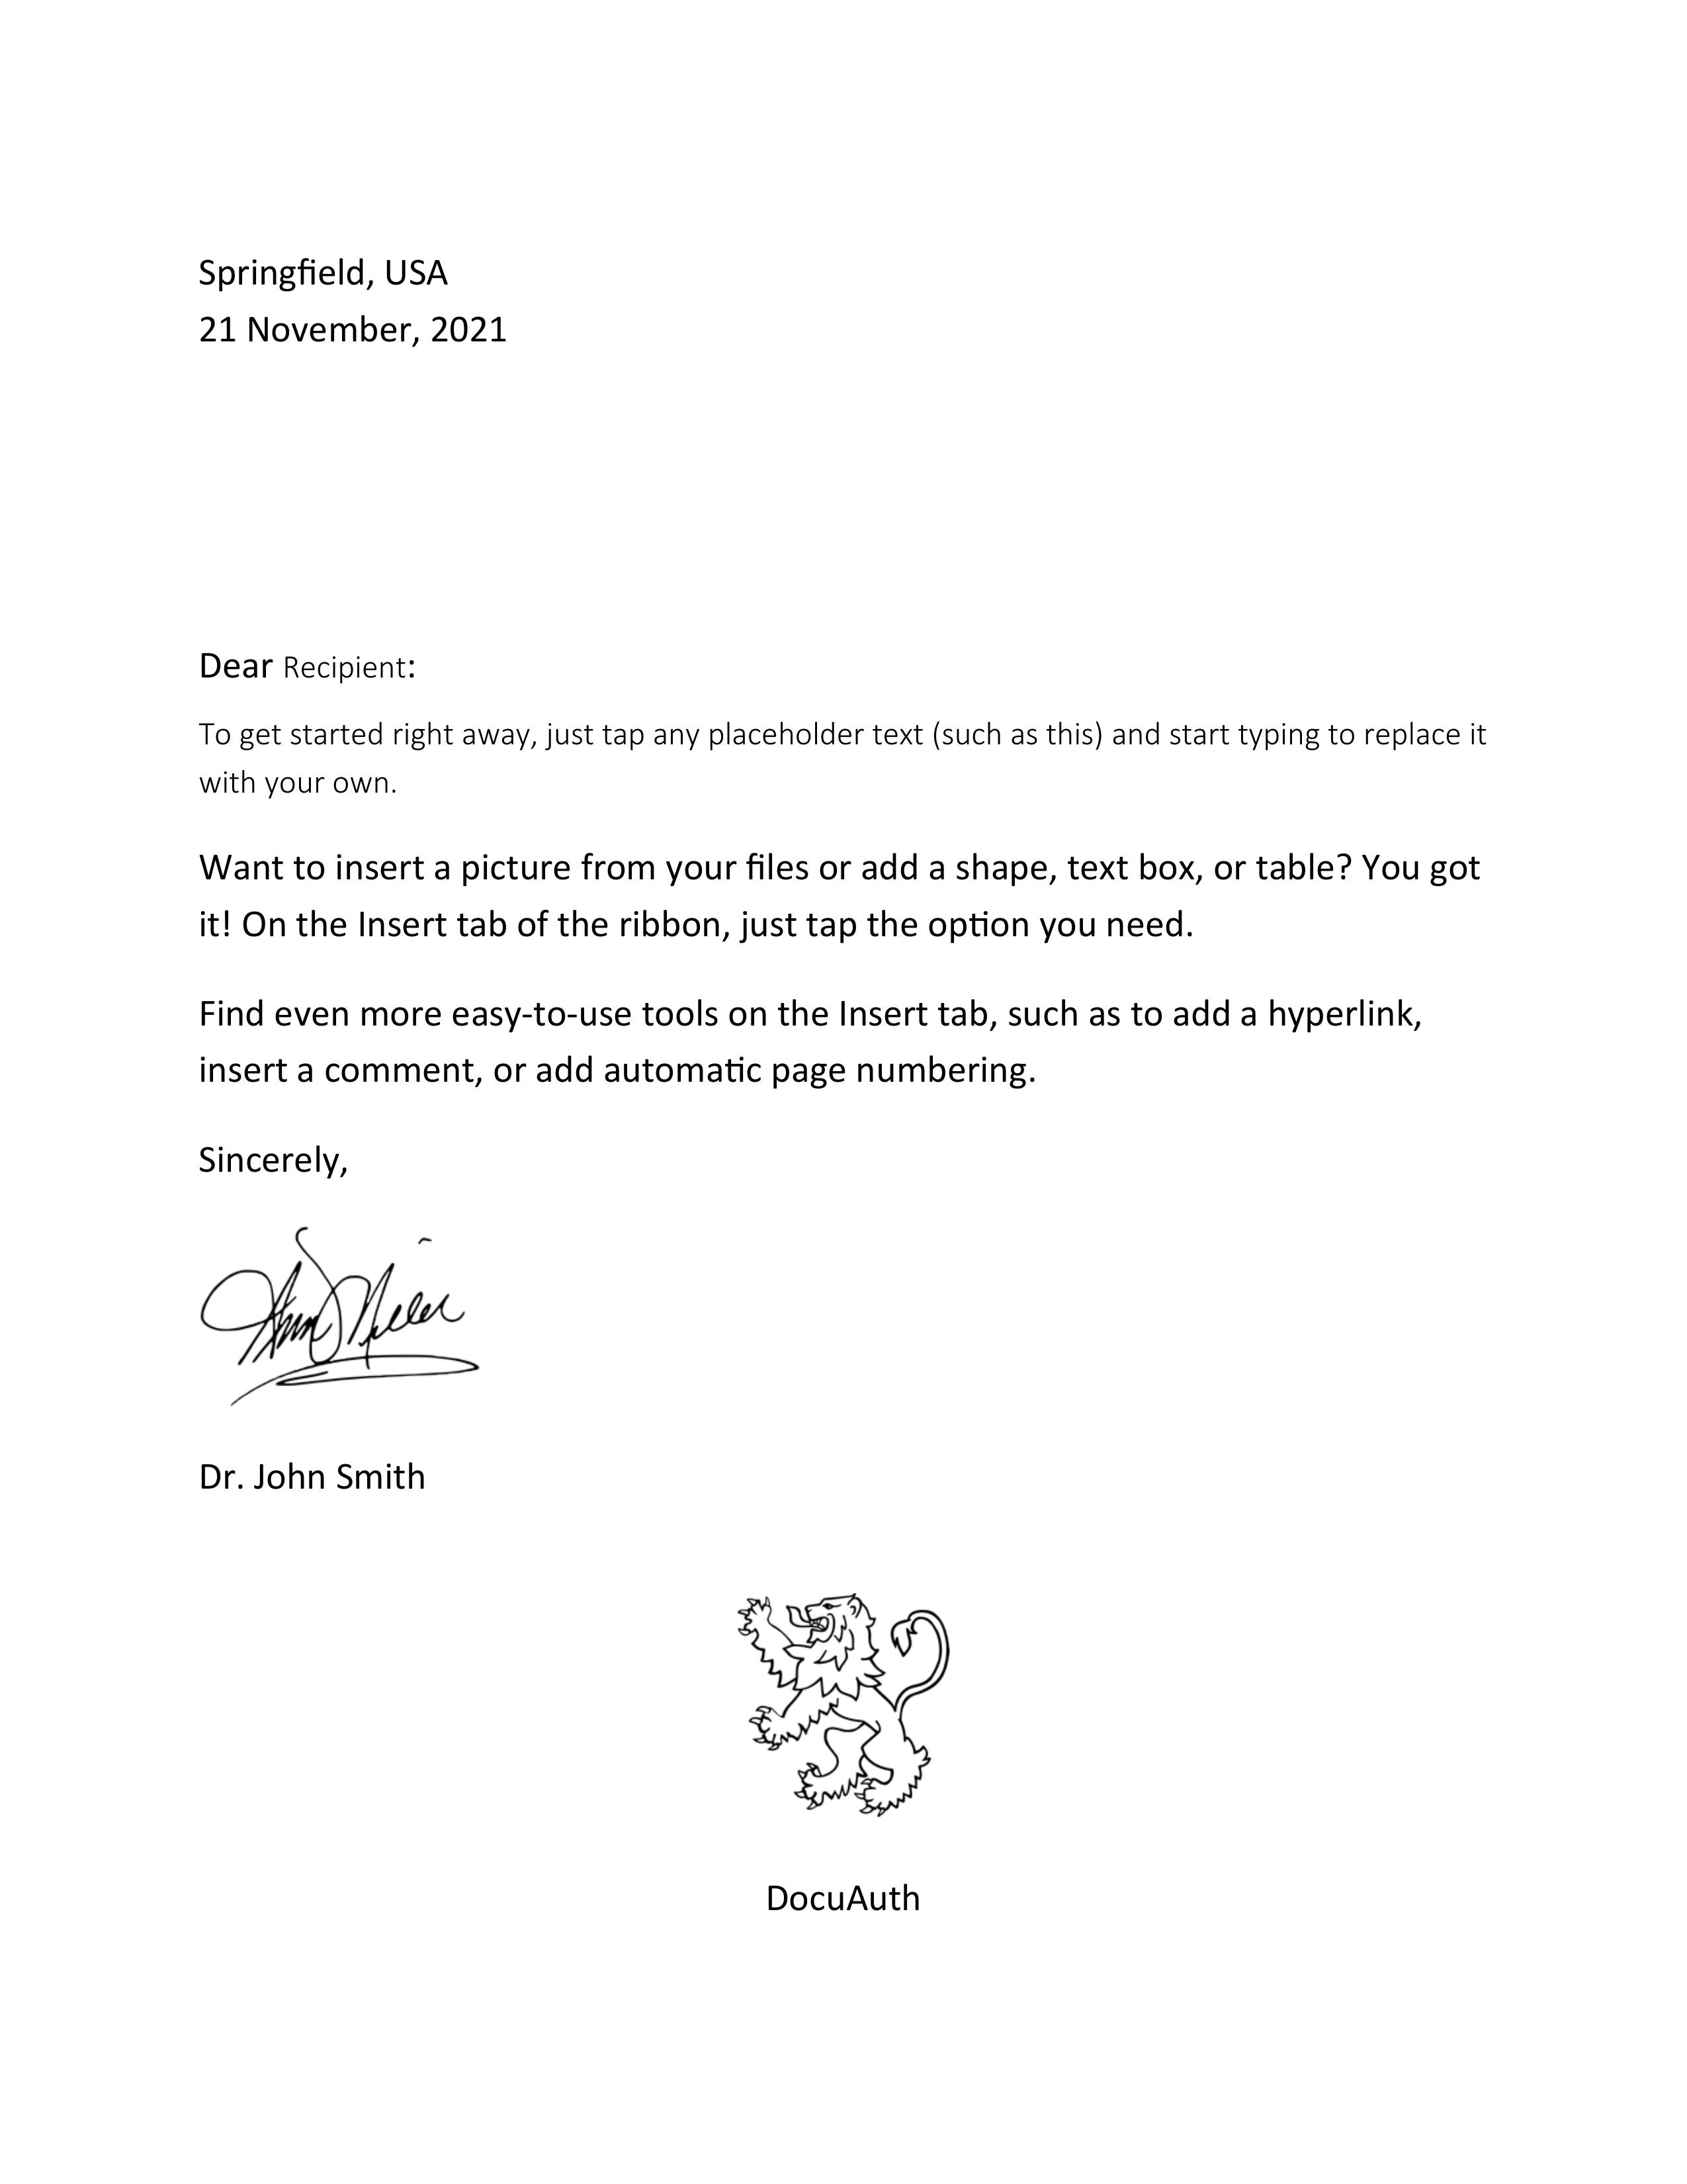 Springfield, USA
21 November, 2021
Dear Recipient:
To get started right away, just tap any placeholder text (such as this) and start typing to replace it
with your own.
Want to insert a picture from your files or add a shape, text box, or table? You got
it! On the Insert tab of the ribbon, just tap the option you need.
Find even more easy-to-use tools on the Insert tab, such as to add a hyperlink,
insert a comment, or add automatic page numbering.
Sincerely,
Dr. John Smith
DocuAuth